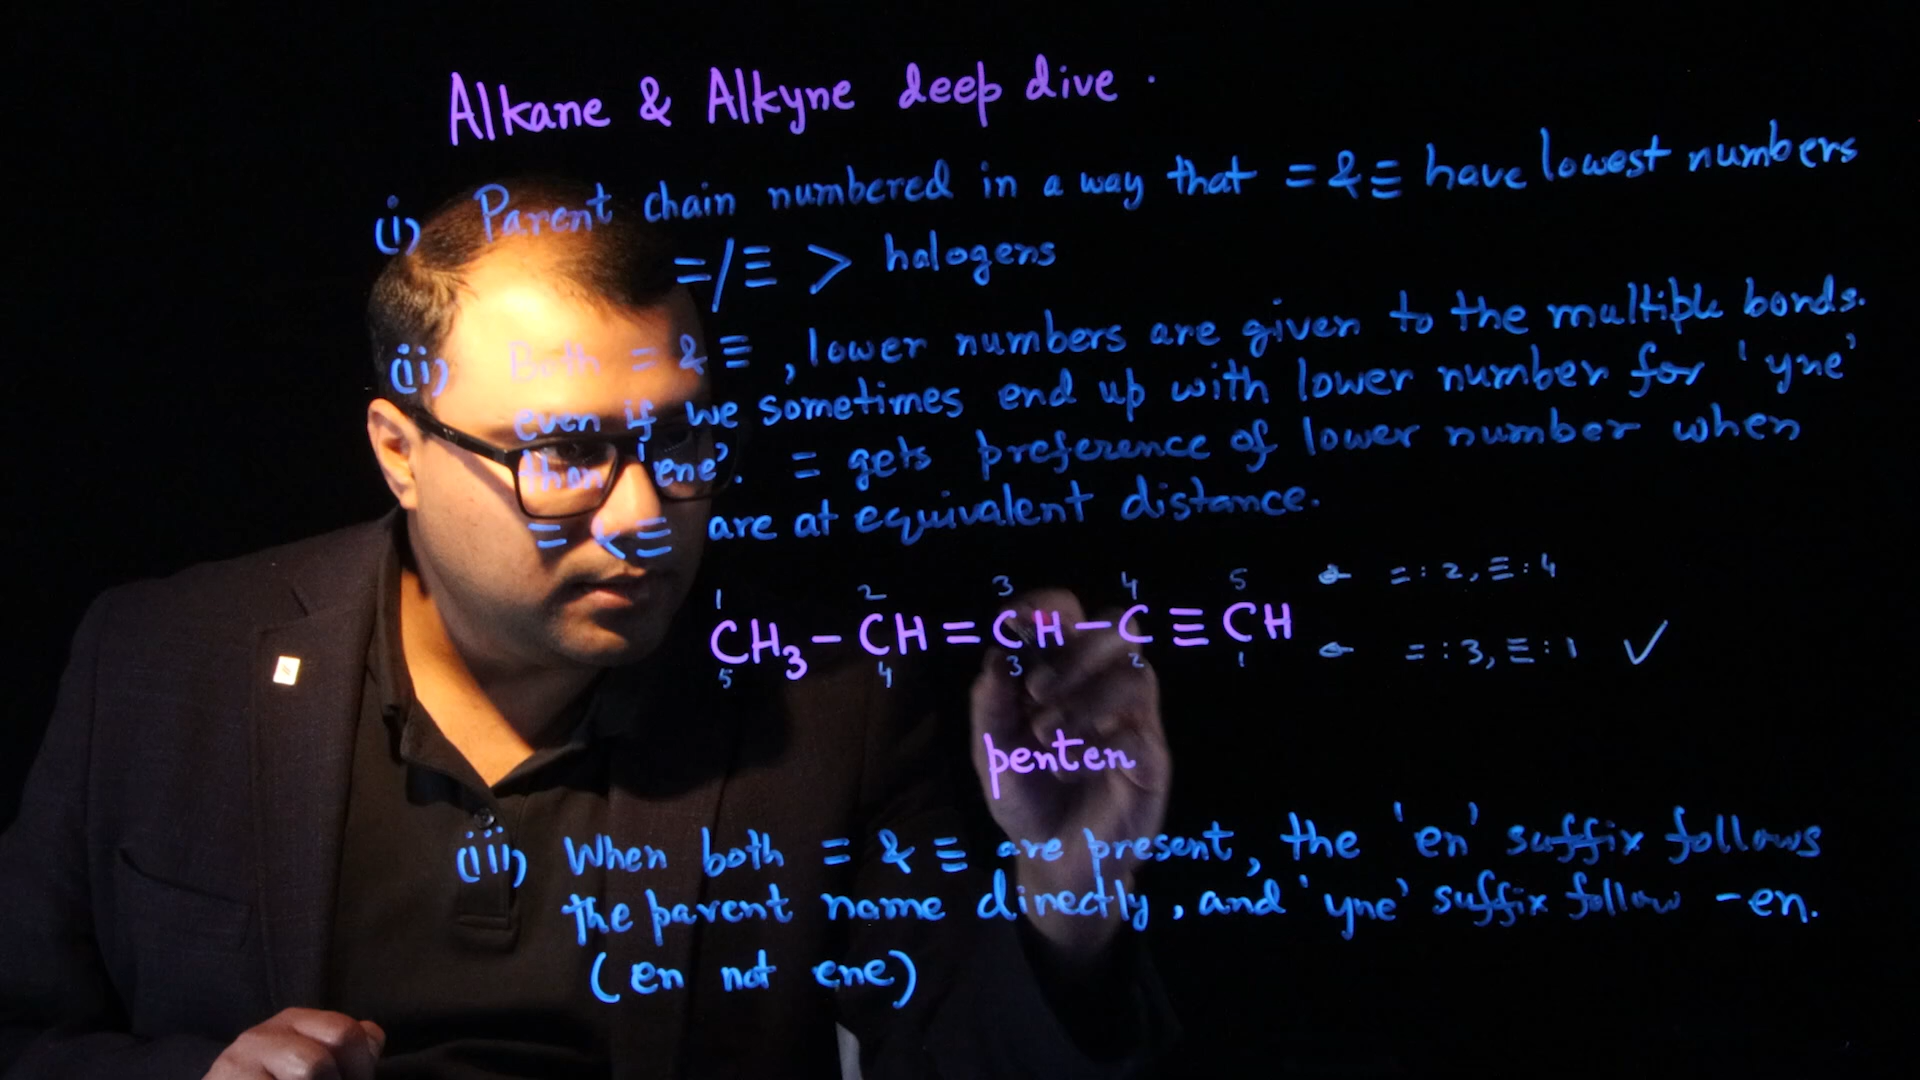 Alkane & Alkyne deep dive .
(i) Parent chain numbered in a way that = & ≡ have lowest numbers
=/≡ > halogens
(ii) Both = & ≡ , lower numbers are given to the multiple bonds.
even if we sometimes end up with lower number for 'yne'
than 'ene'. = gets preference of lower number when
= & ≡ are at equivalent distance.
1 2 3 4 5 ← = : 2, ≡ : 4
CH3 - CH = CH - C ≡ CH
5 4 3 2 1 ← = : 3, ≡ : 1 ✓
penten
(iii) When both = & ≡ are present, the 'en' suffix follows
the parent name directly, and 'yne' suffix follow -en.
(en not ene)